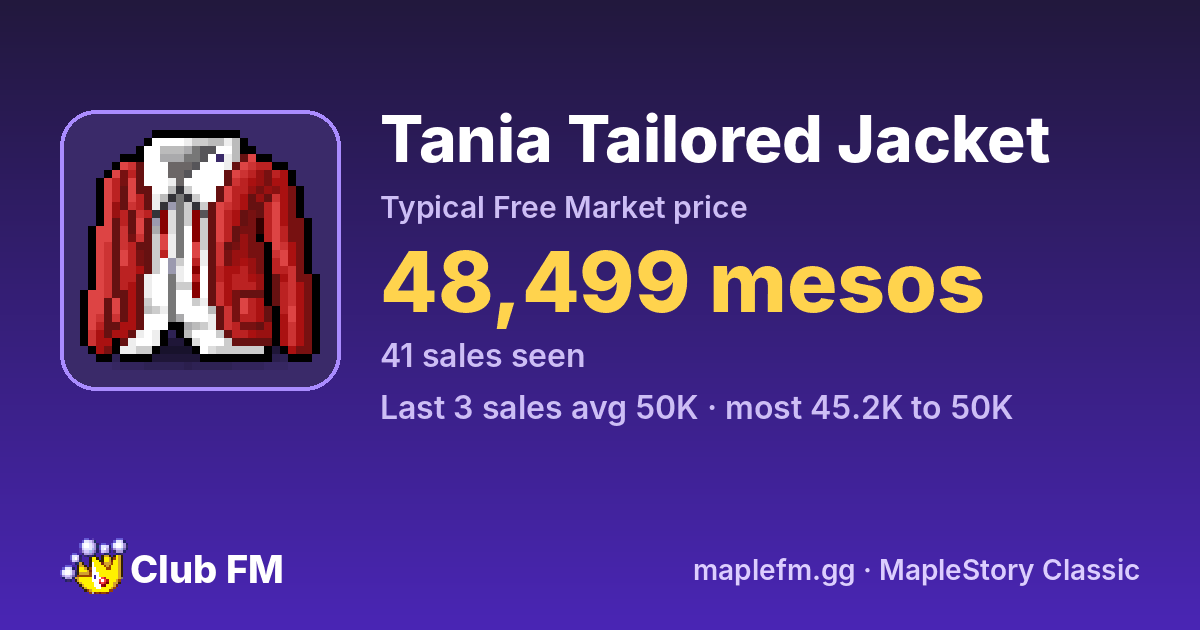 Tania Tailored Jacket
Typical Free Market price
48,499 mesos
41 sales seen
Last 3 sales avg 50K · most 45.2K to 50K
Club FM
maplefm.gg · MapleStory Classic